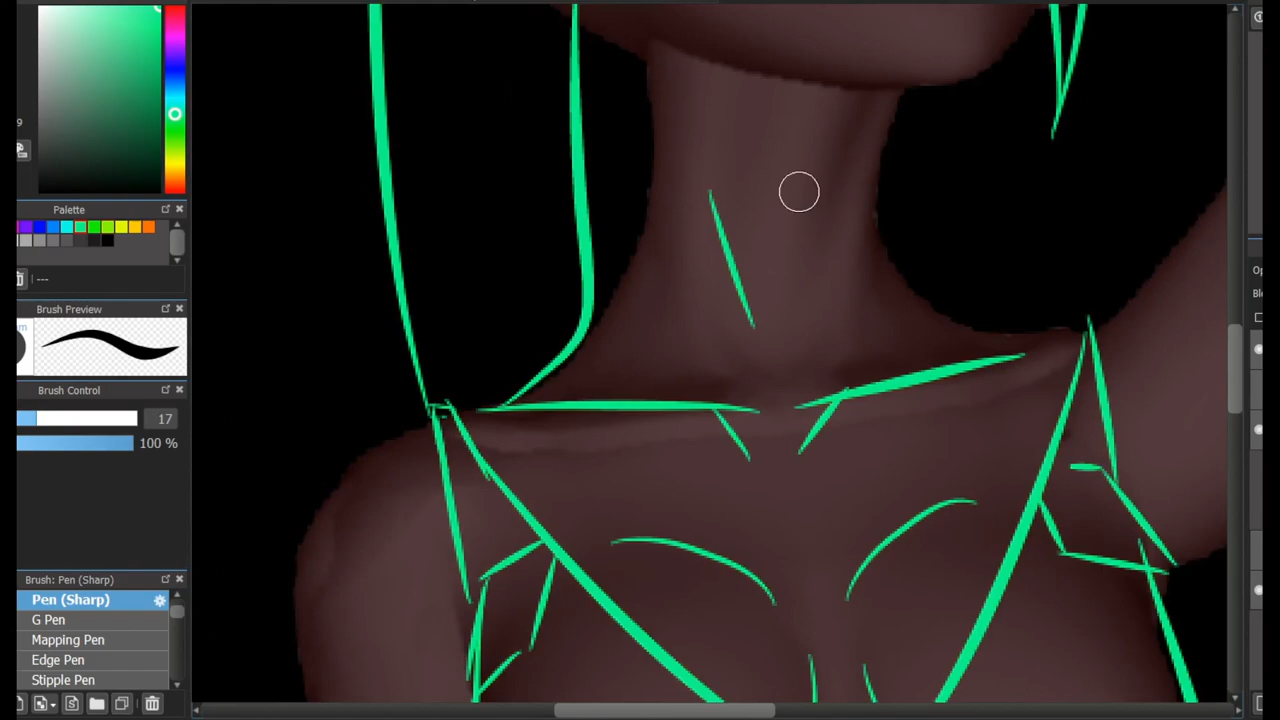 9
Palette
---
Brush Preview
m
Brush Control
17
100 %
Brush: Pen (Sharp)
Pen (Sharp)
G Pen
Mapping Pen
Edge Pen
Stipple Pen
Op
Ble